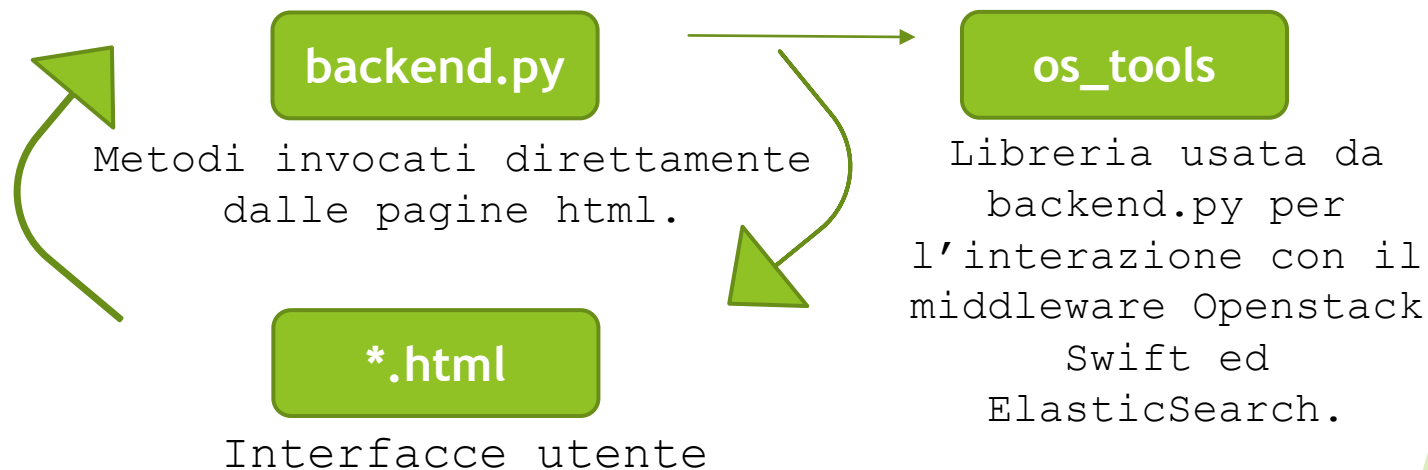 backend.py
Metodi invocati direttamente
dalle pagine html.
*.html
Interfacce utente
os_tools
Libreria usata da
backend.py per
l’interazione con il
middleware Openstack
Swift ed
ElasticSearch.